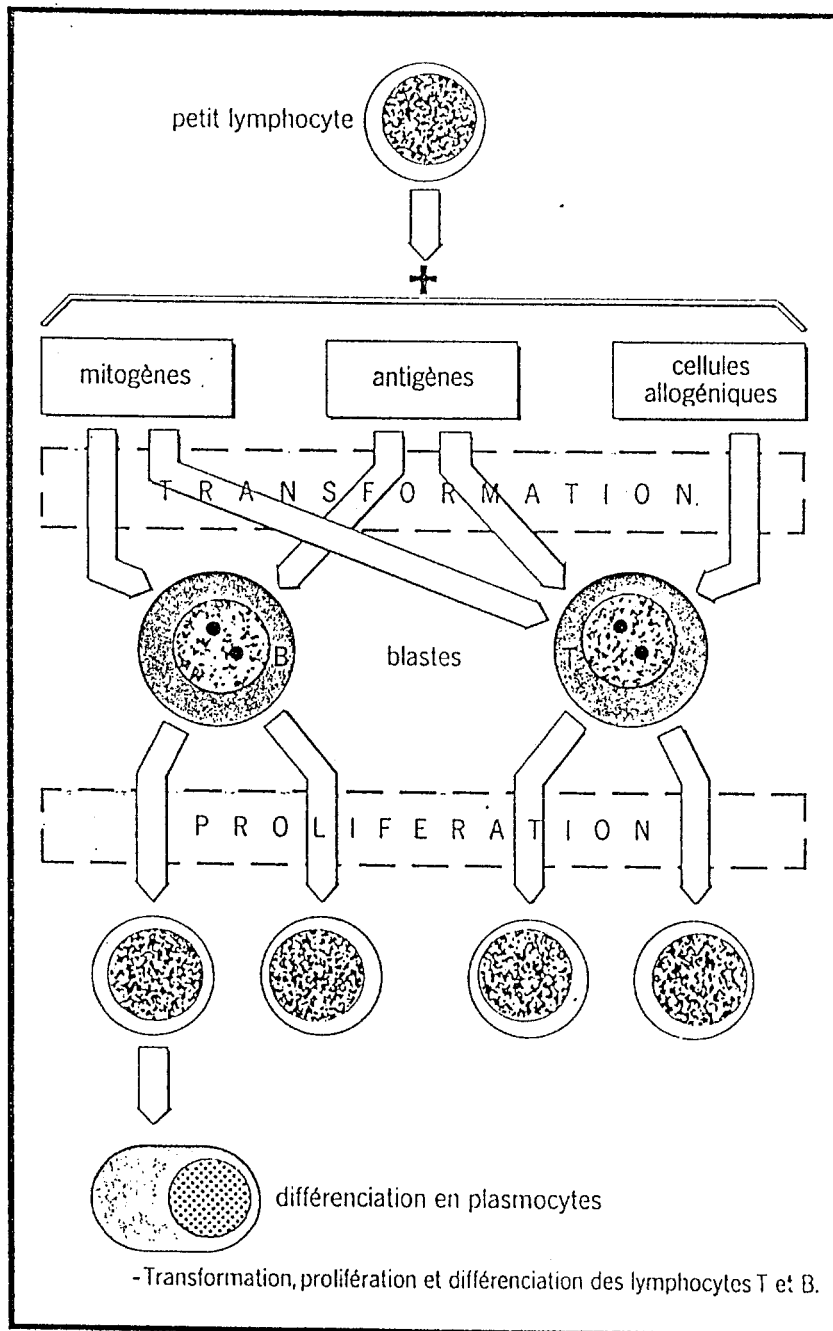 petit lymphocyte
+
mitogènes
antigènes
cellules
allogéniques
TRANSFORMATION
B
blastes
T
PROLIFERATION
différenciation en plasmocytes
-Transformation, prolifération et différenciation des lymphocytes T et B.